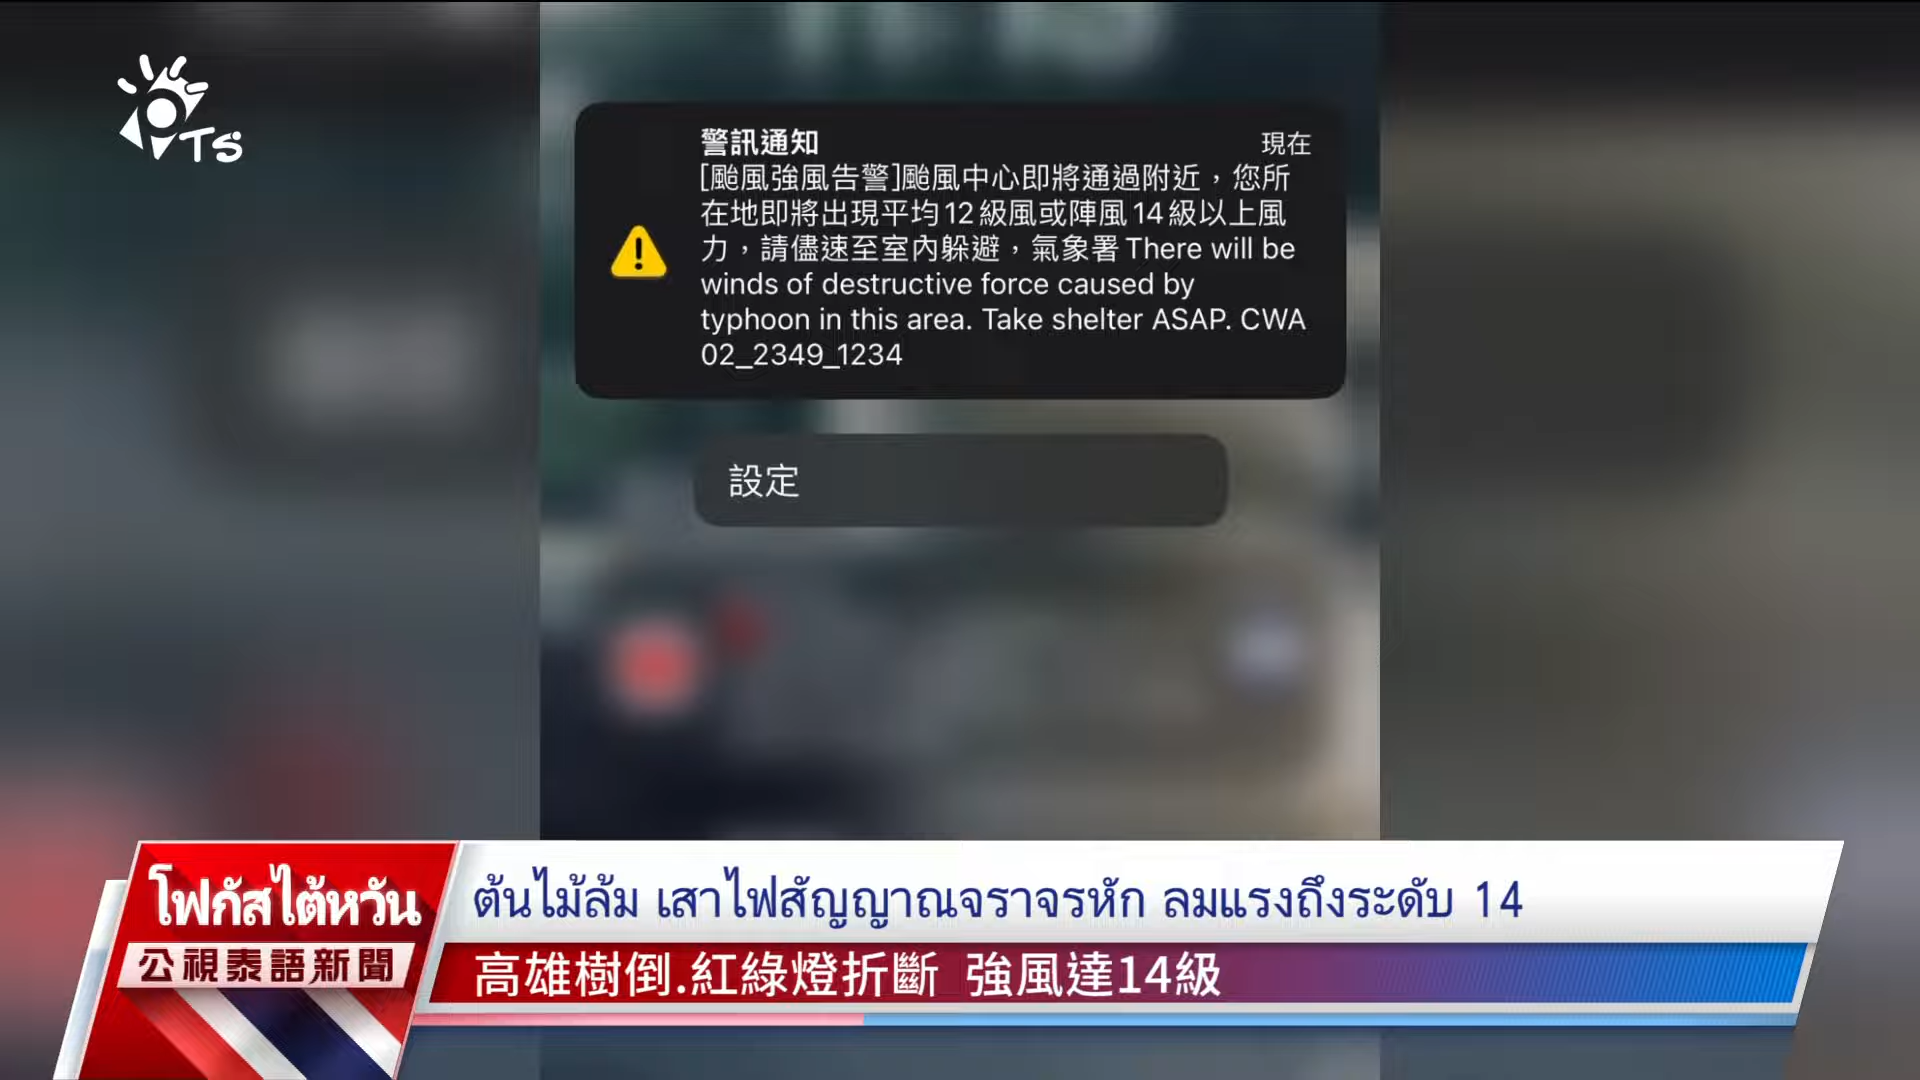 PTS
警訊通知 現在
[颱風強風告警]颱風中心即將通過附近，您所
在地即將出現平均12級風或陣風14級以上風
力，請儘速至室內躲避，氣象署There will be
winds of destructive force caused by
typhoon in this area. Take shelter ASAP. CWA
02_2349_1234
設定
โฟกัสไต้หวัน
公視泰語新聞
ต้นไม้ล้ม เสาไฟสัญญาณจราจรหัก ลมแรงถึงระดับ 14
高雄樹倒.紅綠燈折斷 強風達14級